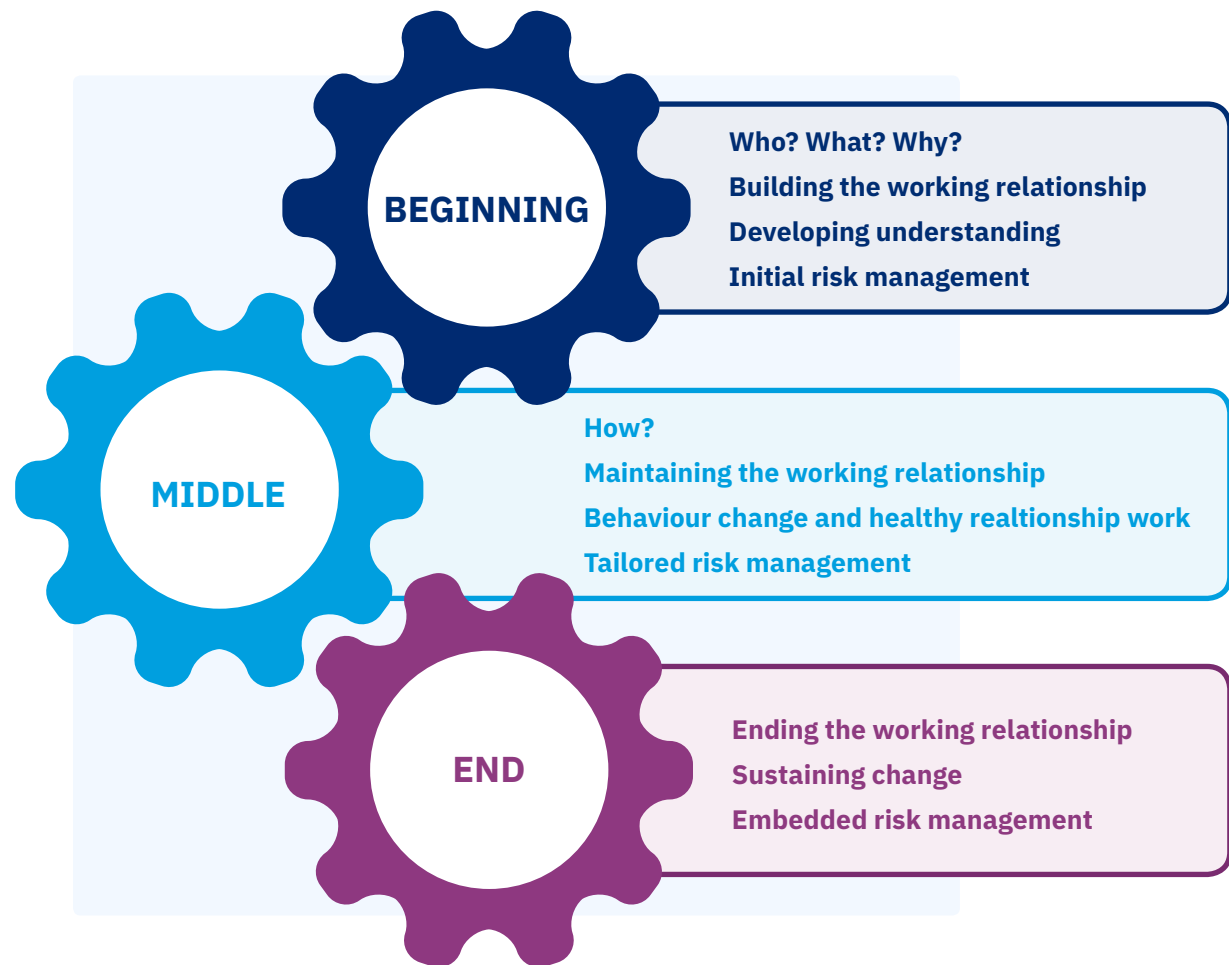 BEGINNING
Who? What? Why?
Building the working relationship
Developing understanding
Initial risk management
MIDDLE
How?
Maintaining the working relationship
Behaviour change and healthy realtionship work
Tailored risk management
END
Ending the working relationship
Sustaining change
Embedded risk management